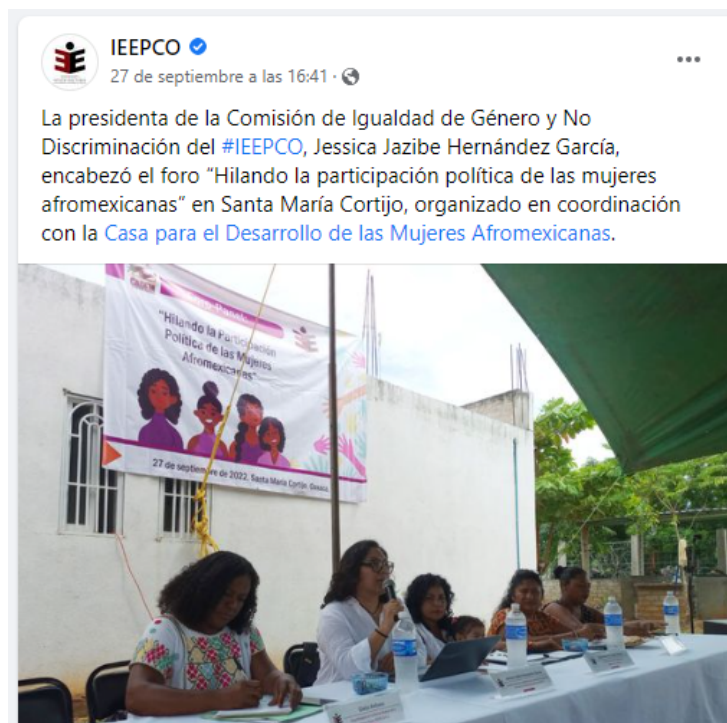 IEEPCO
27 de septiembre a las 16:41 ·
La presidenta de la Comisión de Igualdad de Género y No
Discriminación del #IEEPCO, Jessica Jazibe Hernández García,
encabezó el foro “Hilando la participación política de las mujeres
afromexicanas” en Santa María Cortijo, organizado en coordinación
con la Casa para el Desarrollo de las Mujeres Afromexicanas.
"Hilando la Participación
Política de las Mujeres
Afromexicanas"
27 de septiembre de 2022, Santa María Cortijo, Oaxaca